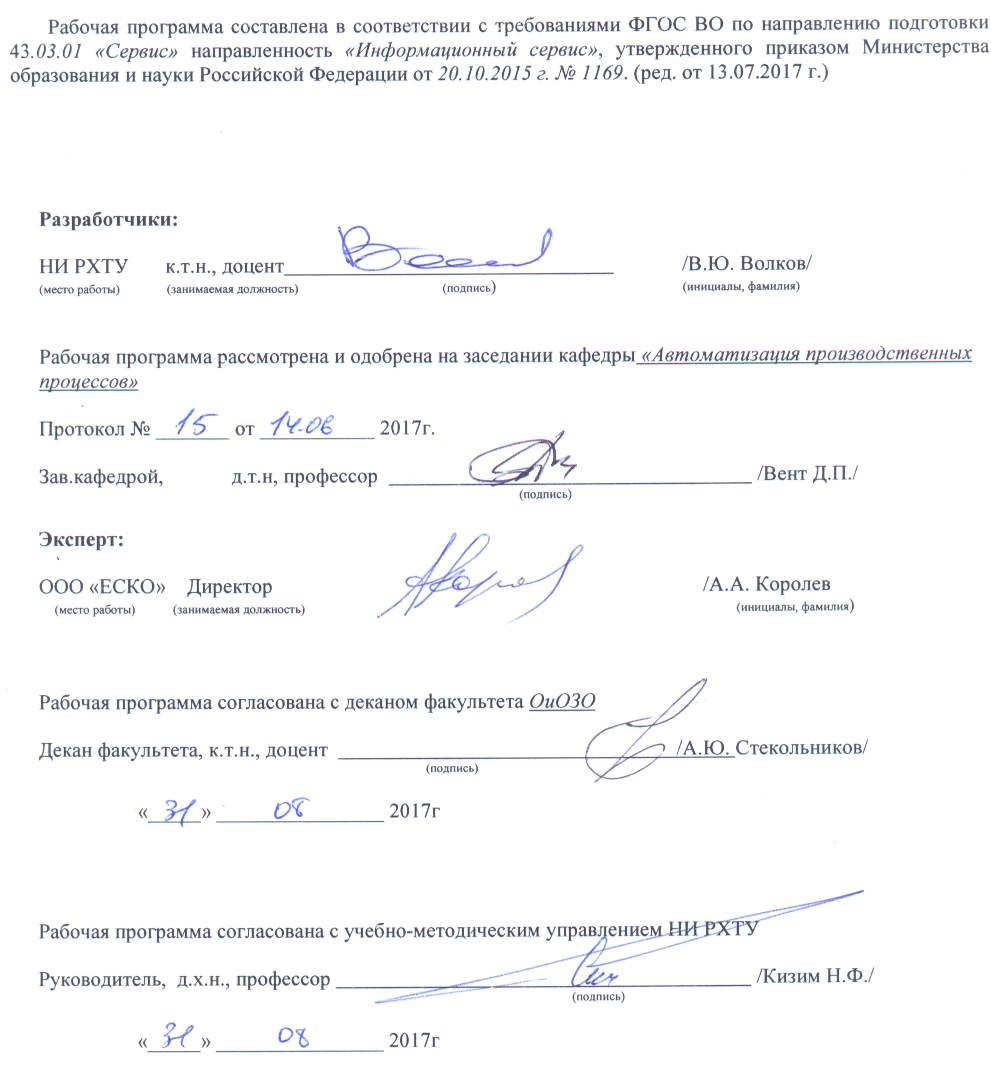 Рабочая программа составлена в соответствии с требованиями ФГОС ВО по направлению подготовки
43.03.01 «Сервис» направленность «Информационный сервис», утвержденного приказом Министерства
образования и науки Российской Федерации от 20.10.2015 г. № 1169. (ред. от 13.07.2017 г.)
Разработчики:
НИ РХТУ к.т.н., доцент /В.Ю. Волков/
(место работы) (занимаемая должность) (подпись) (инициалы, фамилия)
Рабочая программа рассмотрена и одобрена на заседании кафедры «Автоматизация производственных
процессов»
Протокол № 15 от 14.06 2017г.
Зав.кафедрой, д.т.н, профессор /Вент Д.П./
(подпись)
Эксперт:
ООО «ЕСКО» Директор /А.А. Королев
(место работы) (занимаемая должность) (инициалы, фамилия)
Рабочая программа согласована с деканом факультета ОиОЗО
Декан факультета, к.т.н., доцент /А.Ю. Стекольников/
(подпись)
«31» 08 2017г
Рабочая программа согласована с учебно-методическим управлением НИ РХТУ
Руководитель, д.х.н., профессор /Кизим Н.Ф./
(подпись)
«31» 08 2017г